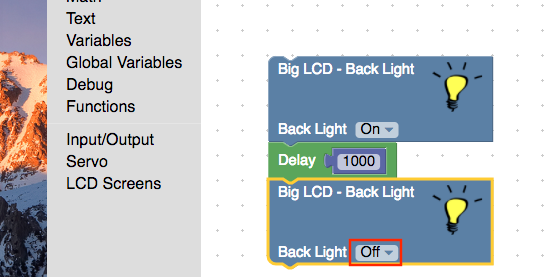 Text
Variables
Global Variables
Debug
Functions
Input/Output
Servo
LCD Screens
Big LCD - Back Light
Back Light On
Delay 1000
Big LCD - Back Light
Back Light Off